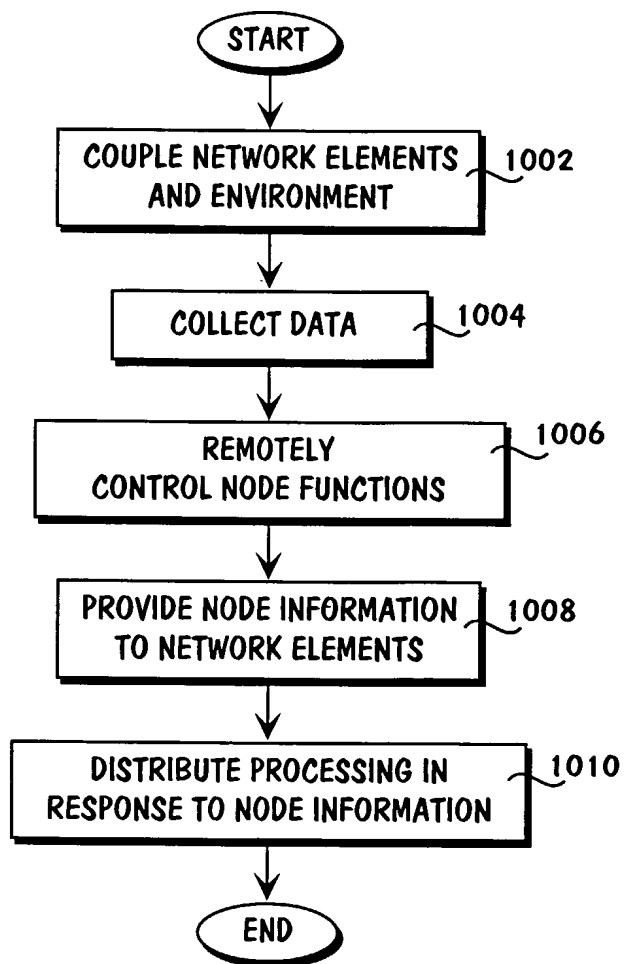 START
COUPLE NETWORK ELEMENTS
AND ENVIRONMENT
1002
COLLECT DATA
1004
REMOTELY
CONTROL NODE FUNCTIONS
1006
PROVIDE NODE INFORMATION
TO NETWORK ELEMENTS
1008
DISTRIBUTE PROCESSING IN
RESPONSE TO NODE INFORMATION
1010
END